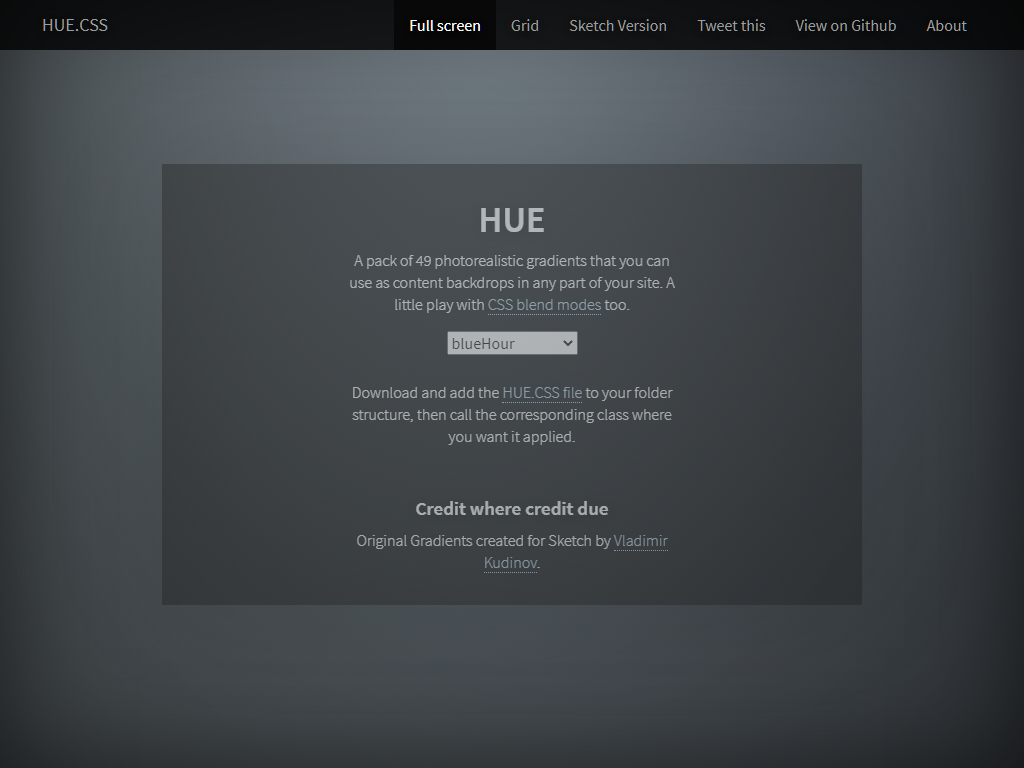 HUE.CSS
Full screen
Grid
Sketch Version
Tweet this
View on Github
About
HUE
A pack of 49 photorealistic gradients that you can
use as content backdrops in any part of your site. A
little play with CSS blend modes too.
blueHour
Download and add the HUE.CSS file to your folder
structure, then call the corresponding class where
you want it applied.
Credit where credit due
Original Gradients created for Sketch by Vladimir
Kudinov.